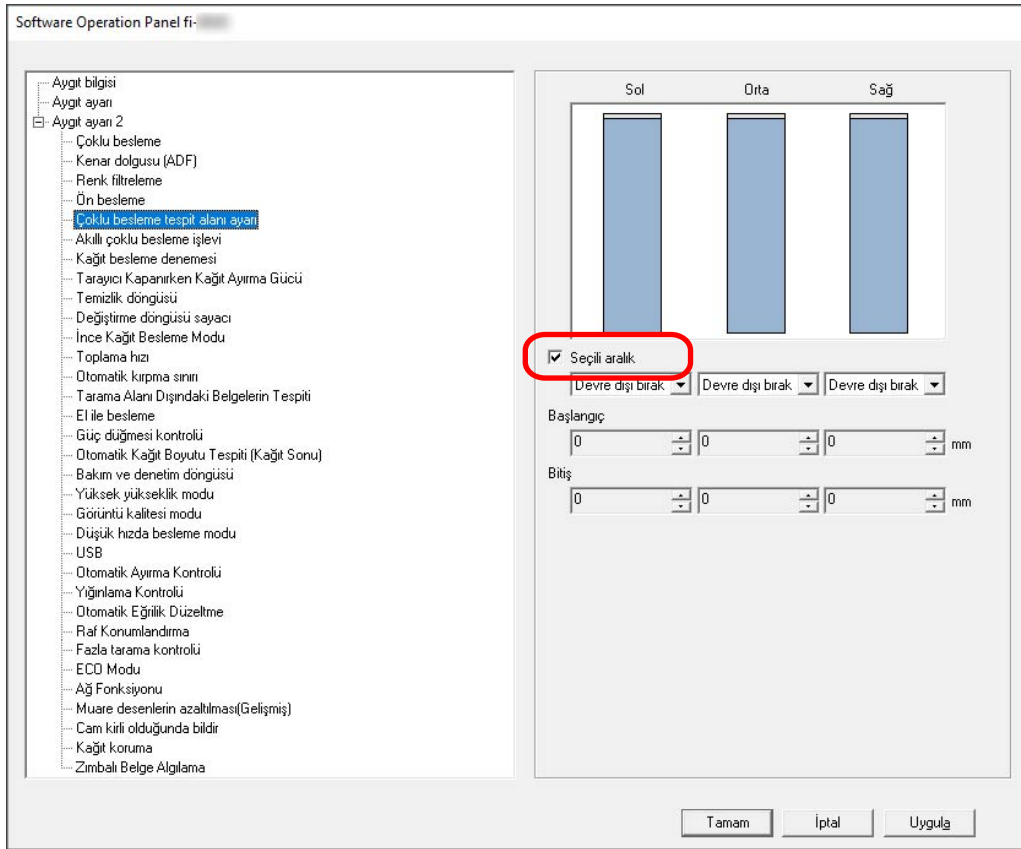 Software Operation Panel fi-
Aygıt bilgisi
Aygıt ayarı
Aygıt ayarı 2
Çoklu besleme
Kenar dolgusu (ADF)
Renk filtreleme
Ön besleme
Çoklu besleme tespit alanı ayarı
Akıllı çoklu besleme işlevi
Kağıt besleme denemesi
Tarayıcı Kapanırken Kağıt Ayırma Gücü
Temizlik döngüsü
Değiştirme döngüsü sayacı
İnce Kağıt Besleme Modu
Toplama hızı
Otomatik kırpma sınırı
Tarama Alanı Dışındaki Belgelerin Tespiti
El ile besleme
Güç düğmesi kontrolü
Otomatik Kağıt Boyutu Tespiti (Kağıt Sonu)
Bakım ve denetim döngüsü
Yüksek yükseklik modu
Görüntü kalitesi modu
Düşük hızda besleme modu
USB
Otomatik Ayırma Kontrolü
Yığınlama Kontrolü
Otomatik Eğrilik Düzeltme
Raf Konumlandırma
Fazla tarama kontrolü
ECO Modu
Ağ Fonksiyonu
Muare desenlerin azaltılması(Gelişmiş)
Cam kirli olduğunda bildir
Kağıt koruma
Zımbalı Belge Algılama
Sol Orta Sağ
Seçili aralık
Devre dışı bırak Devre dışı bırak Devre dışı bırak
Başlangıç
0 0 0 mm
Bitiş
0 0 0 mm
Tamam İptal Uygula